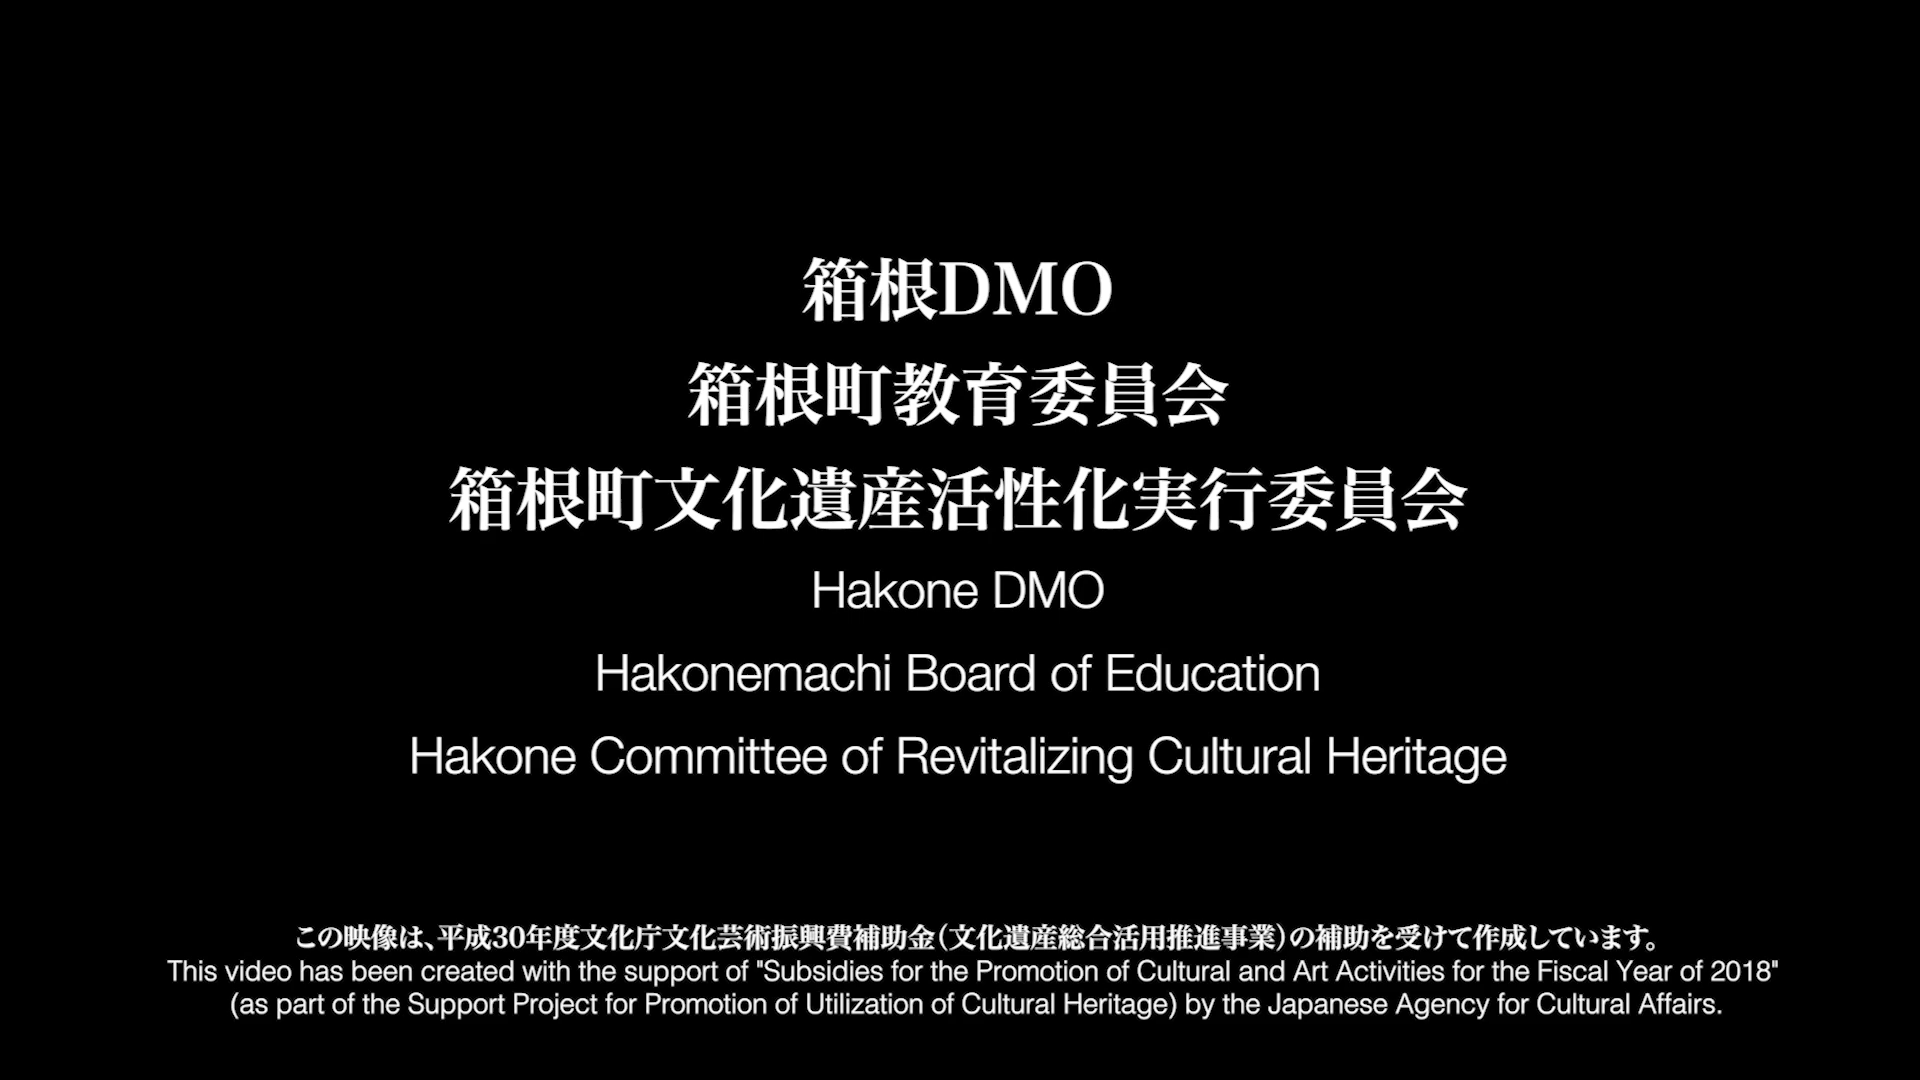 箱根DMO
箱根町教育委員会
箱根町文化遺産活性化実行委員会
Hakone DMO
Hakonemachi Board of Education
Hakone Committee of Revitalizing Cultural Heritage
この映像は、平成30年度文化庁文化芸術振興費補助金(文化遺産総合活用推進事業)の補助を受けて作成しています。
This video has been created with the support of "Subsidies for the Promotion of Cultural and Art Activities for the Fiscal Year of 2018"
(as part of the Support Project for Promotion of Utilization of Cultural Heritage) by the Japanese Agency for Cultural Affairs.